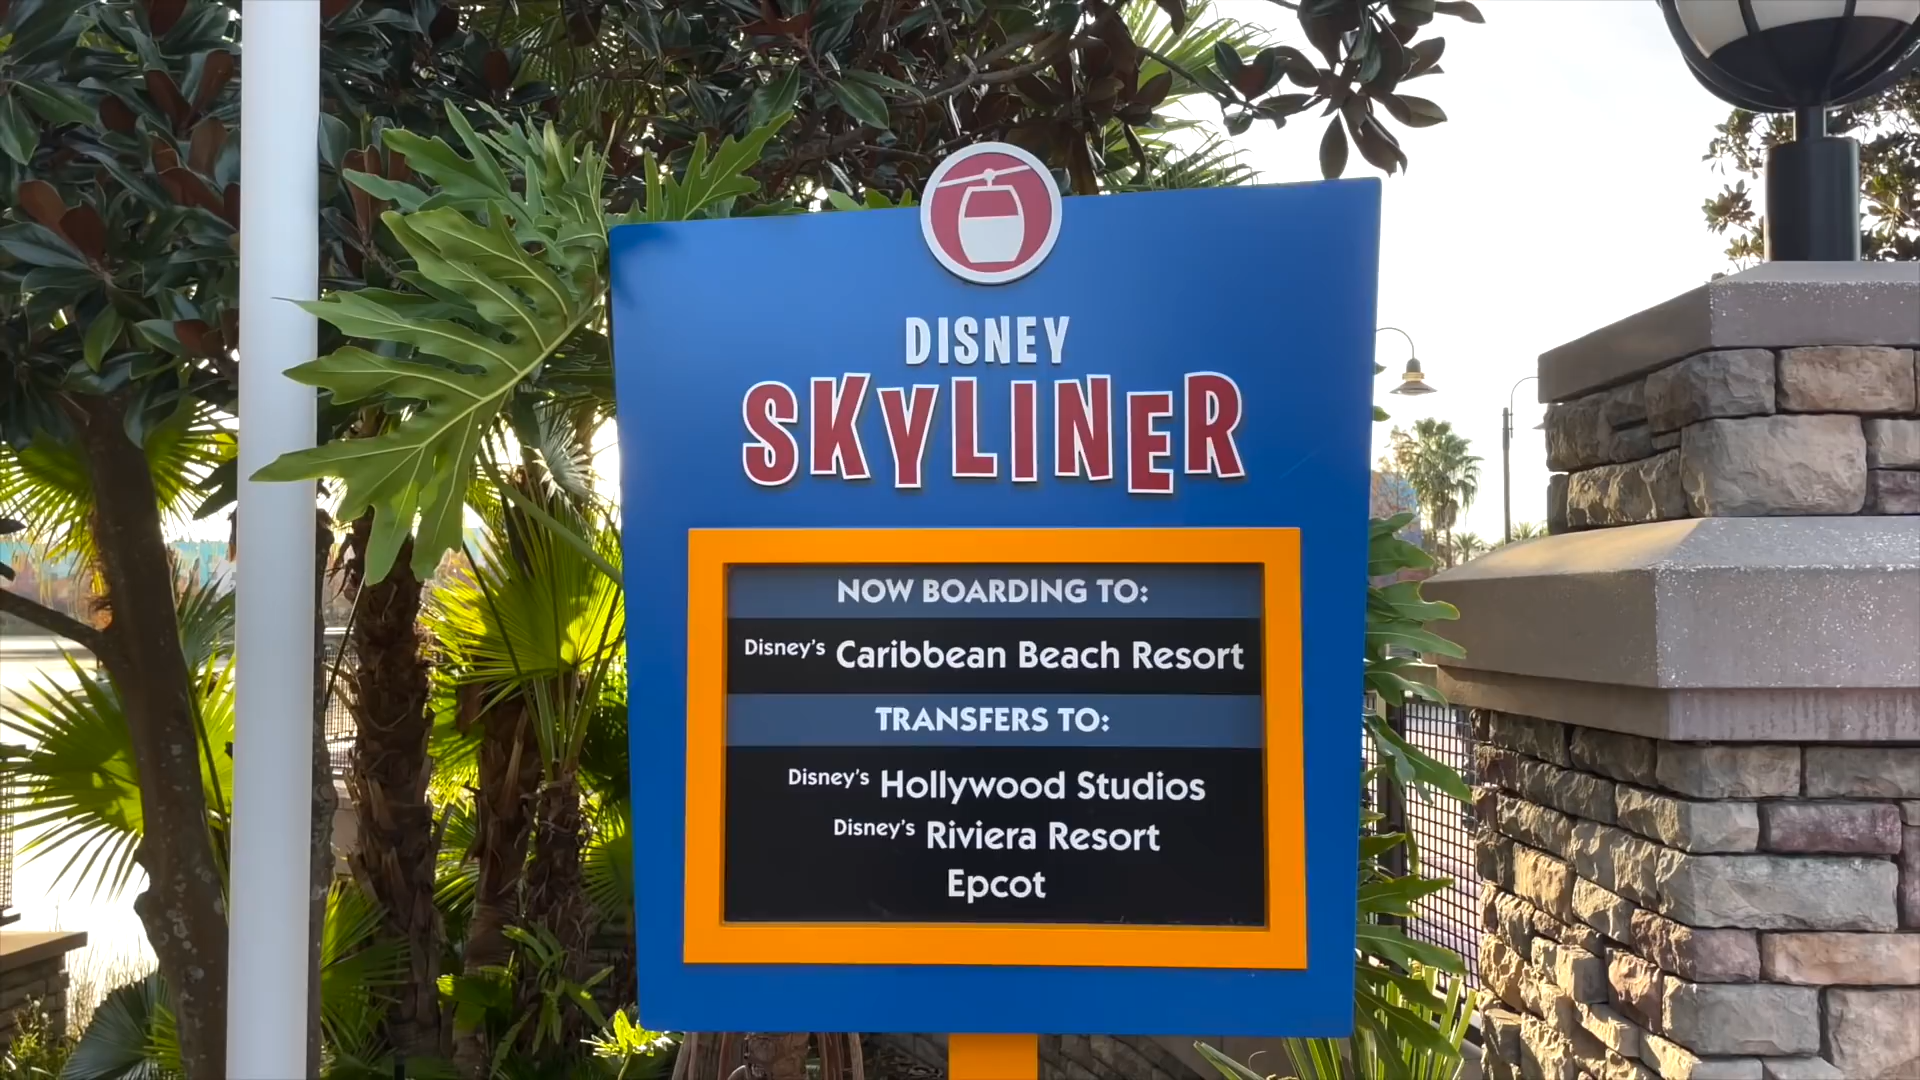 DISNEY
SKYLINER
NOW BOARDING TO:
Disney's Caribbean Beach Resort
TRANSFERS TO:
Disney's Hollywood Studios
Disney's Riviera Resort
Epcot